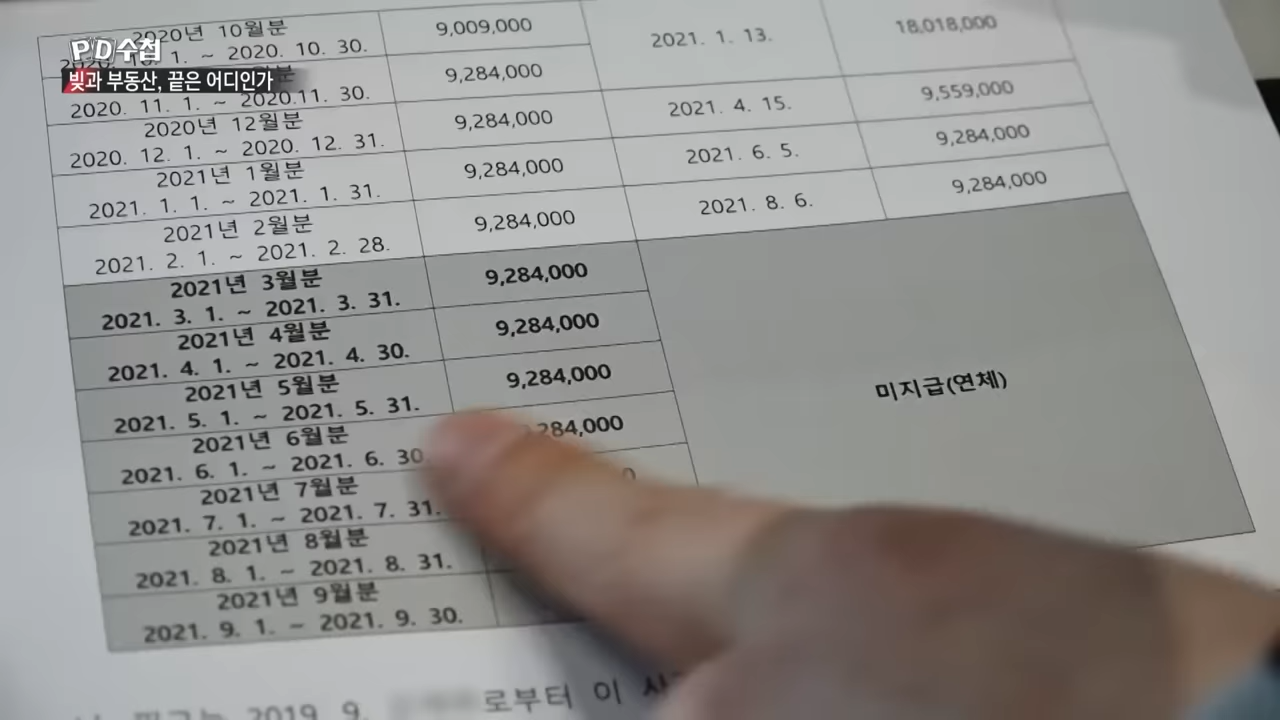 PD수첩
빚과 부동산, 끝은 어디인가
2020년 10월분
~ 2020. 10. 30.
9,009,000
2021. 1. 13.
18,018,000
2020. 11. 1. ~ 2020.11. 30.
9,284,000
2020년 12월분
2020. 12. 1. ~ 2020. 12. 31.
9,284,000
2021. 4. 15.
9,559,000
2021년 1월분
2021. 1. 1. ~ 2021. 1. 31.
9,284,000
2021. 6. 5.
9,284,000
2021년 2월분
2021. 2. 1. ~ 2021. 2. 28.
9,284,000
2021. 8. 6.
9,284,000
2021년 3월분
2021. 3. 1. ~ 2021. 3. 31.
9,284,000
2021년 4월분
2021. 4. 1. ~ 2021. 4. 30.
9,284,000
2021년 5월분
2021. 5. 1. ~ 2021. 5. 31.
9,284,000
미지급(연체)
2021년 6월분
2021. 6. 1. ~ 2021. 6. 30.
284,000
2021년 7월분
2021. 7. 1. ~ 2021. 7. 31.
2021년 8월분
2021. 8. 1. ~ 2021. 8. 31.
2021년 9월분
2021. 9. 1. ~ 2021. 9. 30.
2019. 9.
로부터 이